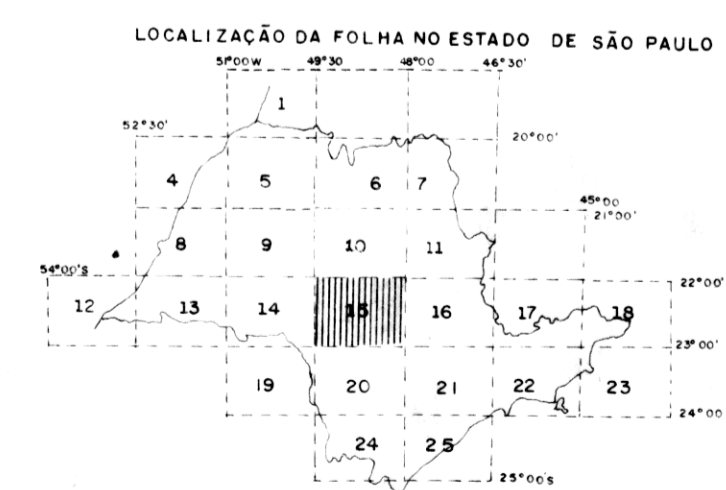 LOCALIZAÇÃO DA FOLHA NO ESTADO DE SÃO PAULO
51°00'W 49°30' 48°00' 46°30'
1
52°30' 20°00'
4 5 6 7
45°00
21°00'
8 9 10 11
54°00's 22°00'
12 13 14 15 16 17 18
23°00'
19 20 21 22 23
24°00
24 25
25°00's